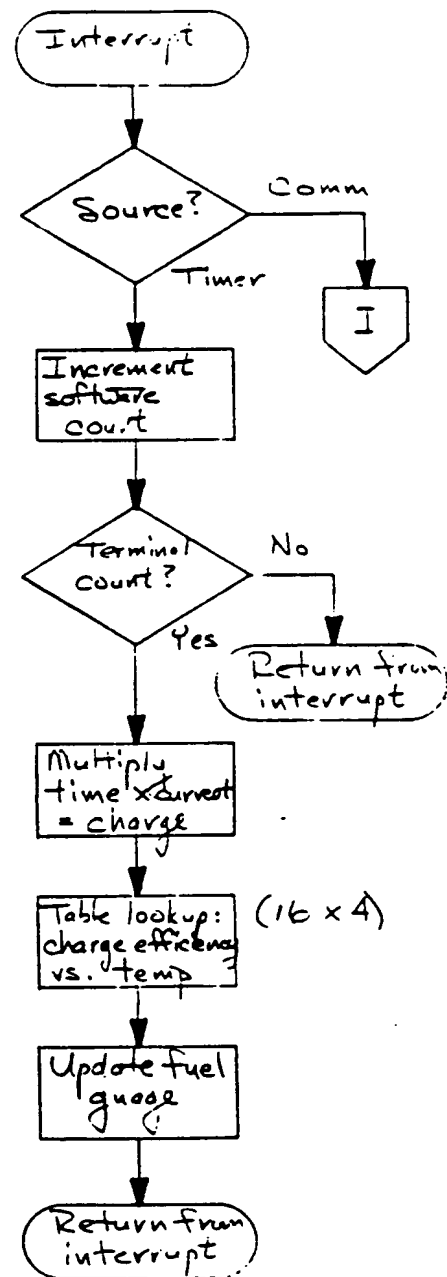 Interrupt
Source?
Comm
Timer
I
Increment
software
count
Terminal
count?
No
Yes
Return from
interrupt
Multiply
time x current
= charge
Table lookup:
charge efficiency
vs. temp
(16 x 4)
Update fuel
guage
Return from
interrupt